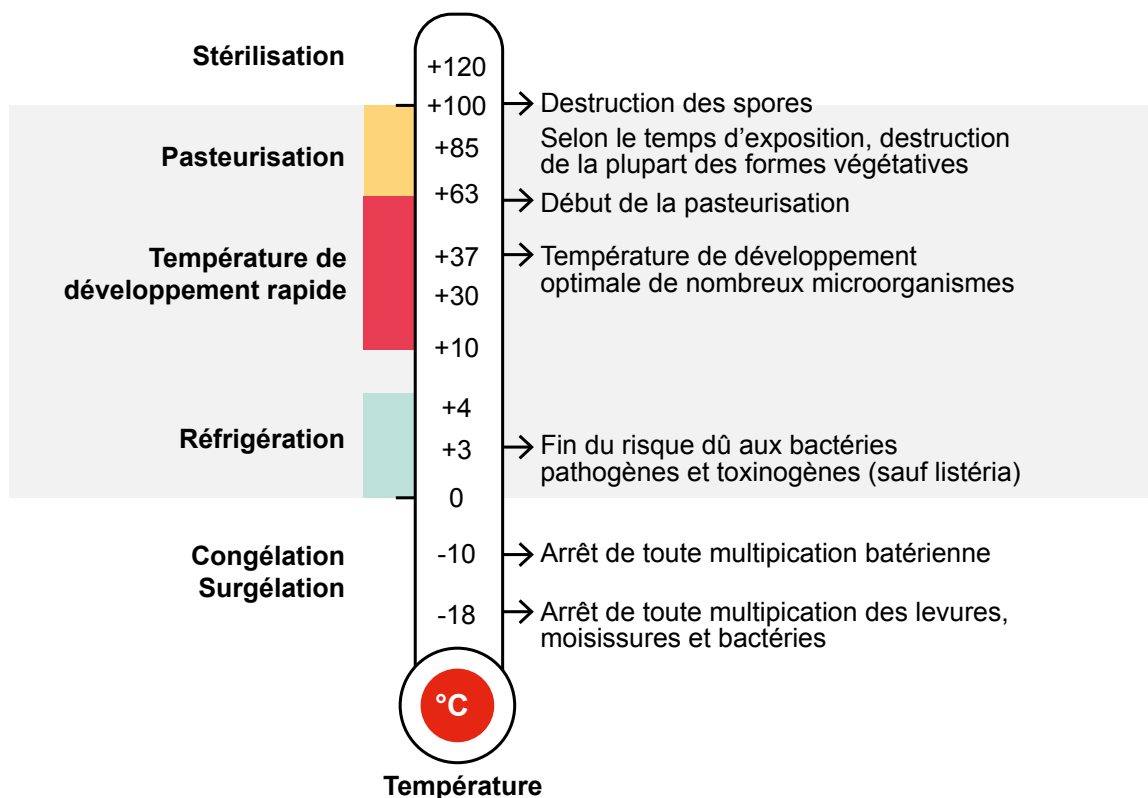 Stérilisation
+120
+100
Destruction des spores
Pasteurisation
+85
Selon le temps d’exposition, destruction
de la plupart des formes végétatives
+63
Début de la pasteurisation
Température de
développement rapide
+37
Température de développement
optimale de nombreux microorganismes
+30
+10
+4
Réfrigération
+3
Fin du risque dû aux bactéries
pathogènes et toxinogènes (sauf listéria)
0
Congélation
Surgélation
-10
Arrêt de toute multipication batérienne
-18
Arrêt de toute multipication des levures,
moisissures et bactéries
°C
Température